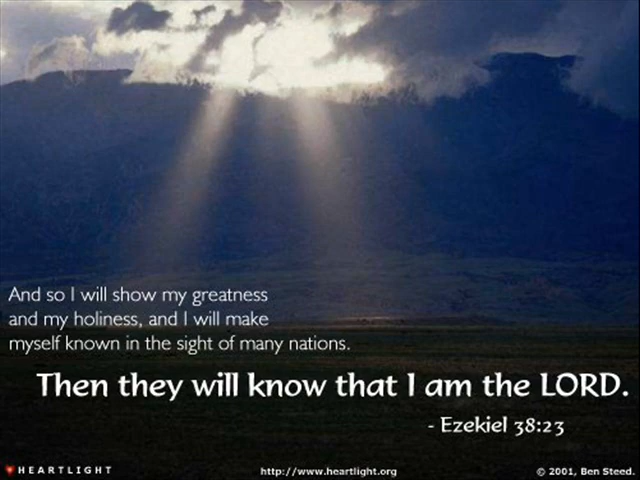 And so I will show my greatness
and my holiness, and I will make
myself known in the sight of many nations.
Then they will know that I am the LORD.
- Ezekiel 38:23
HEARTLIGHT
http://www.heartlight.org
© 2001, Ben Steed.